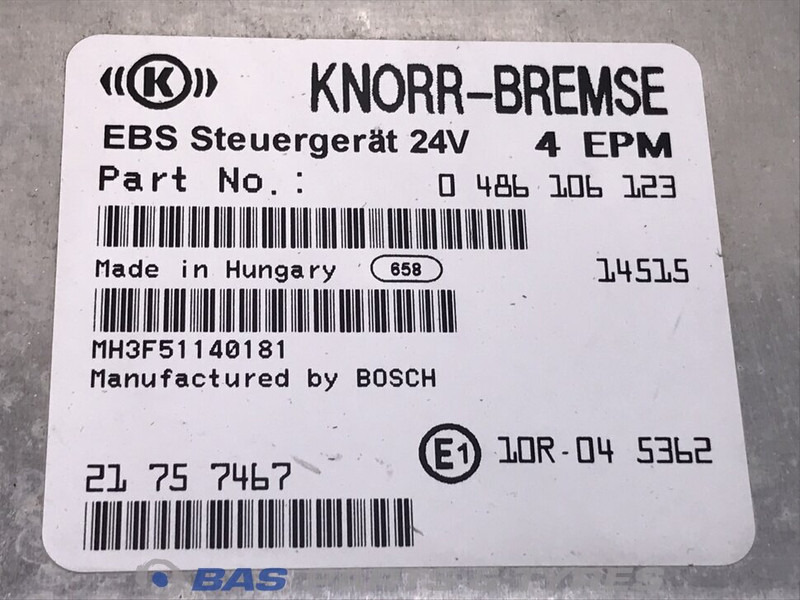 K KNORR-BREMSE
EBS Steuergerät 24V 4 EPM
Part No.: 0 486 106 123
Made in Hungary 658 14515
MH3F51140181
Manufactured by BOSCH
E1 10R-04 5362
21 75 7467
BAS